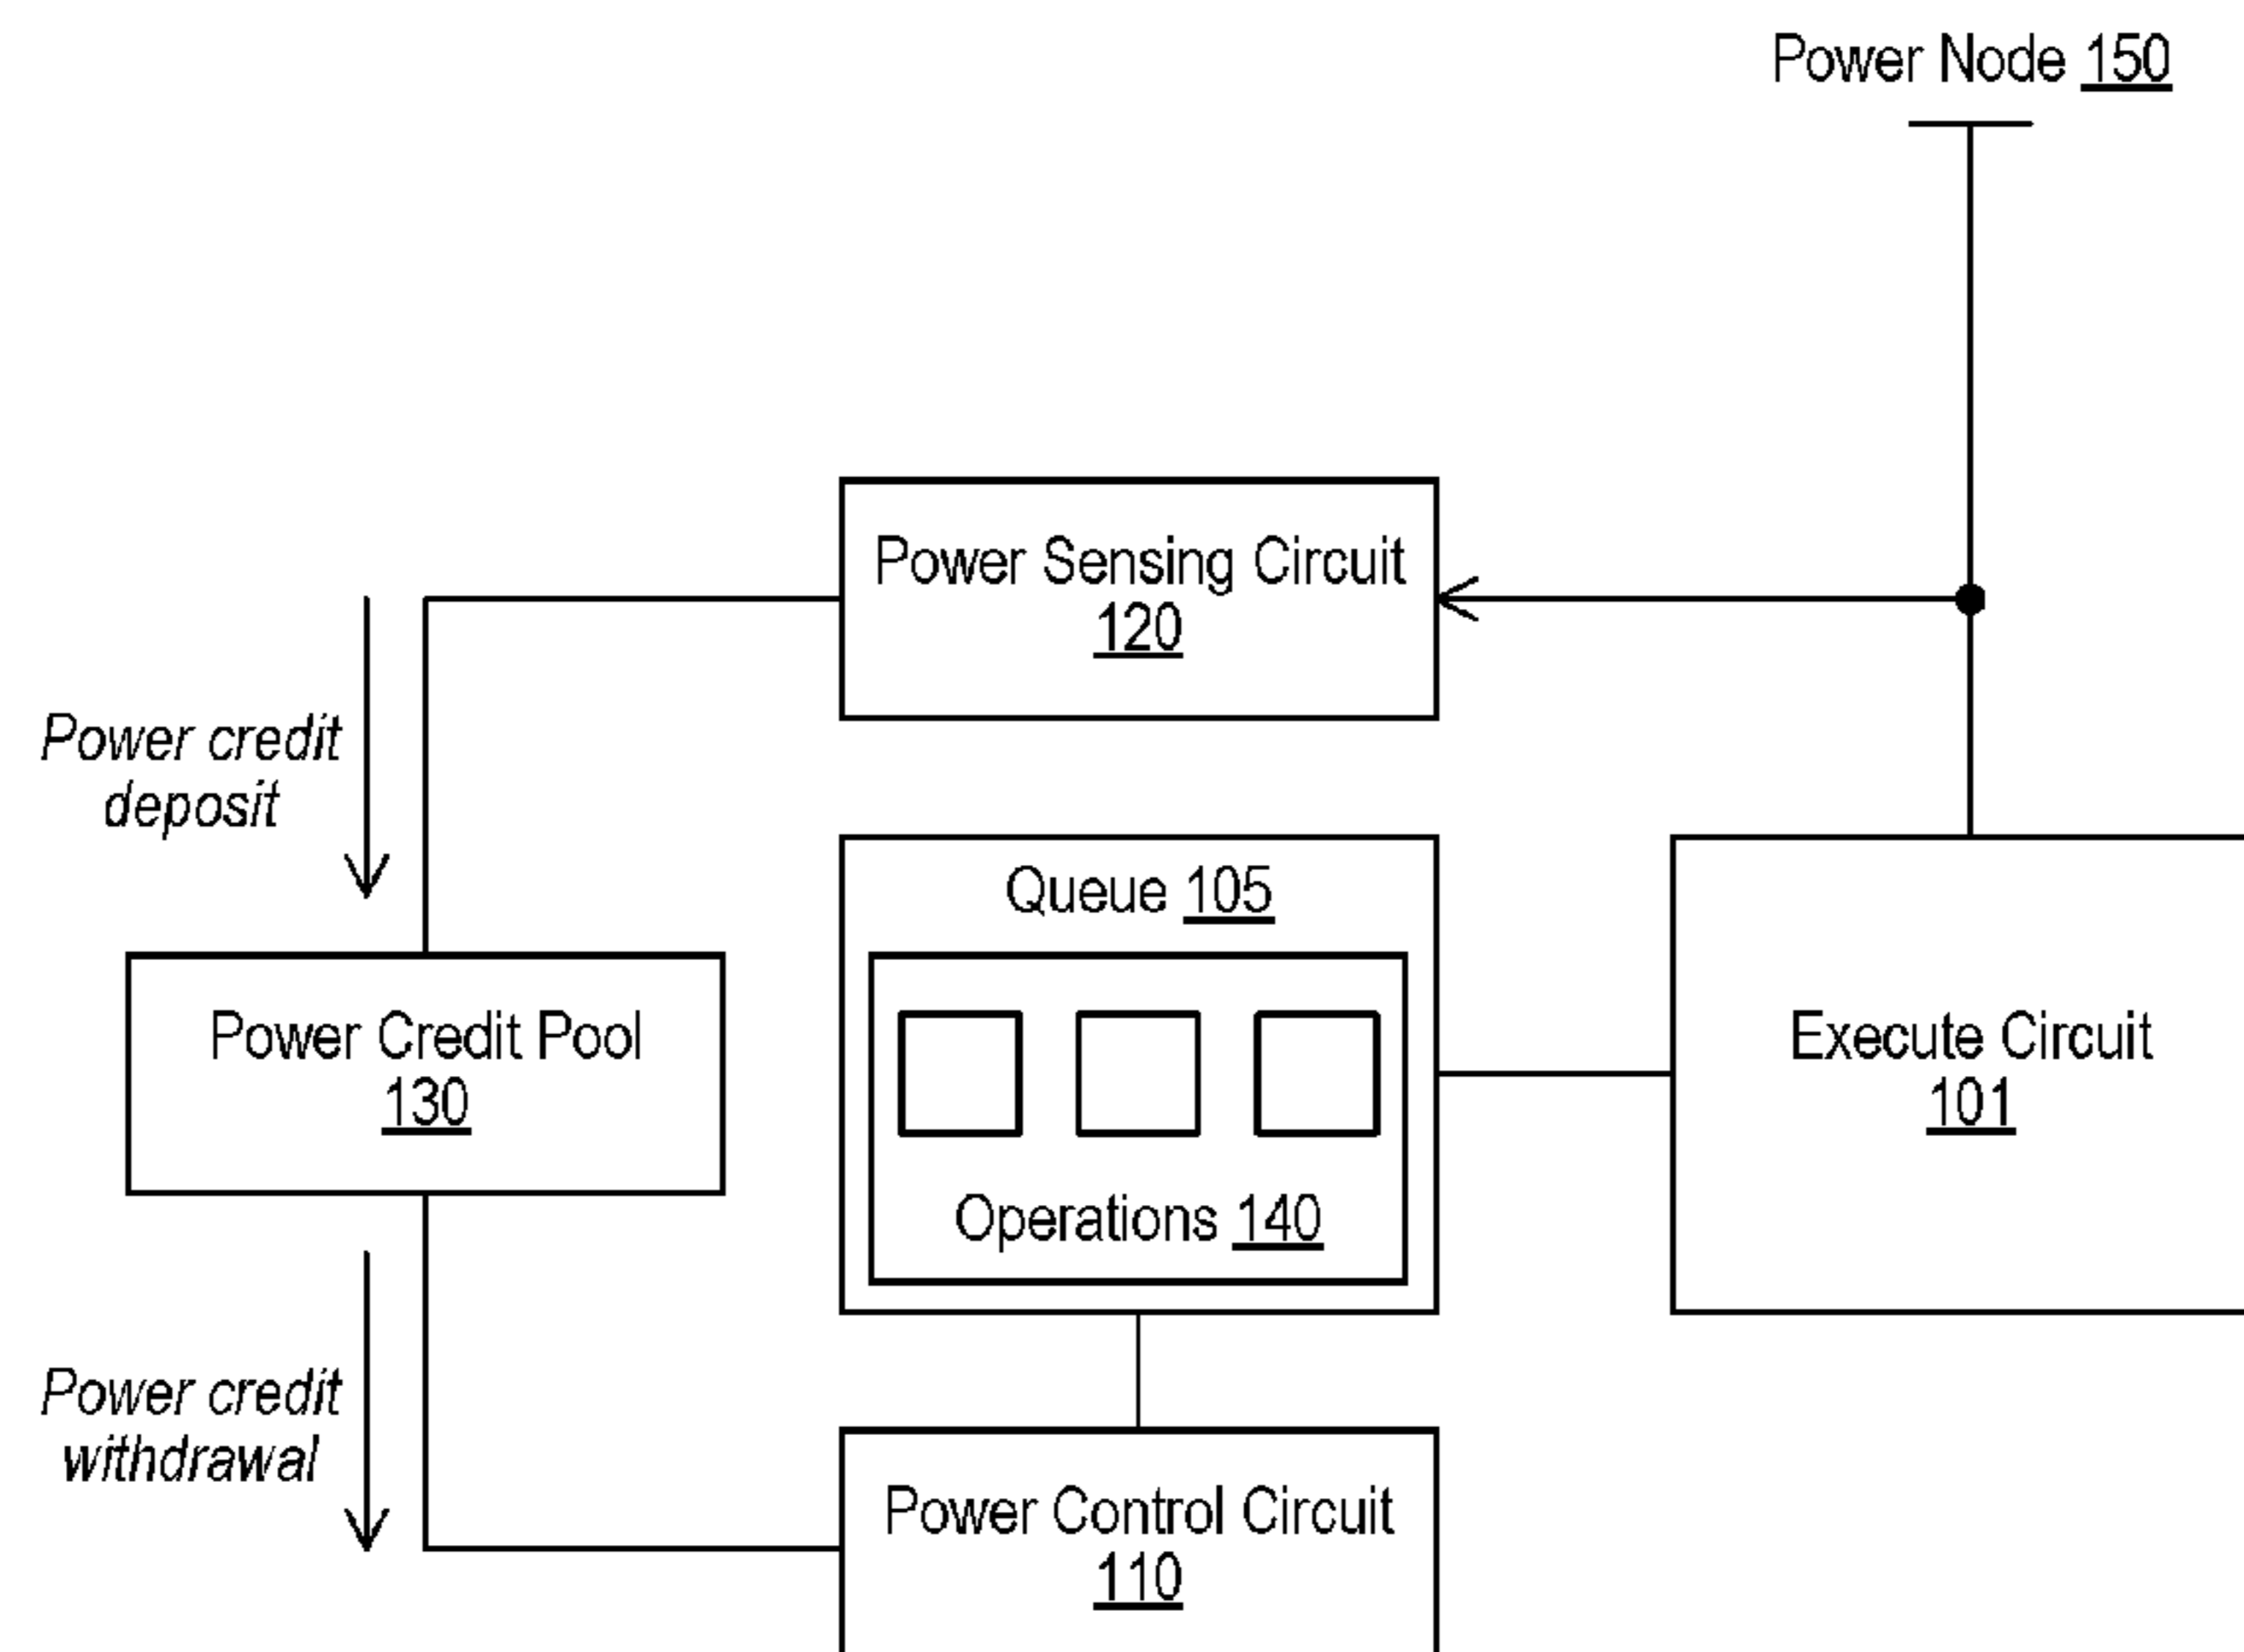 Power Node 150
Power Sensing Circuit
120
Power credit
deposit
Queue 105
Power Credit Pool
130
Execute Circuit
101
Operations 140
Power credit
withdrawal
Power Control Circuit
110